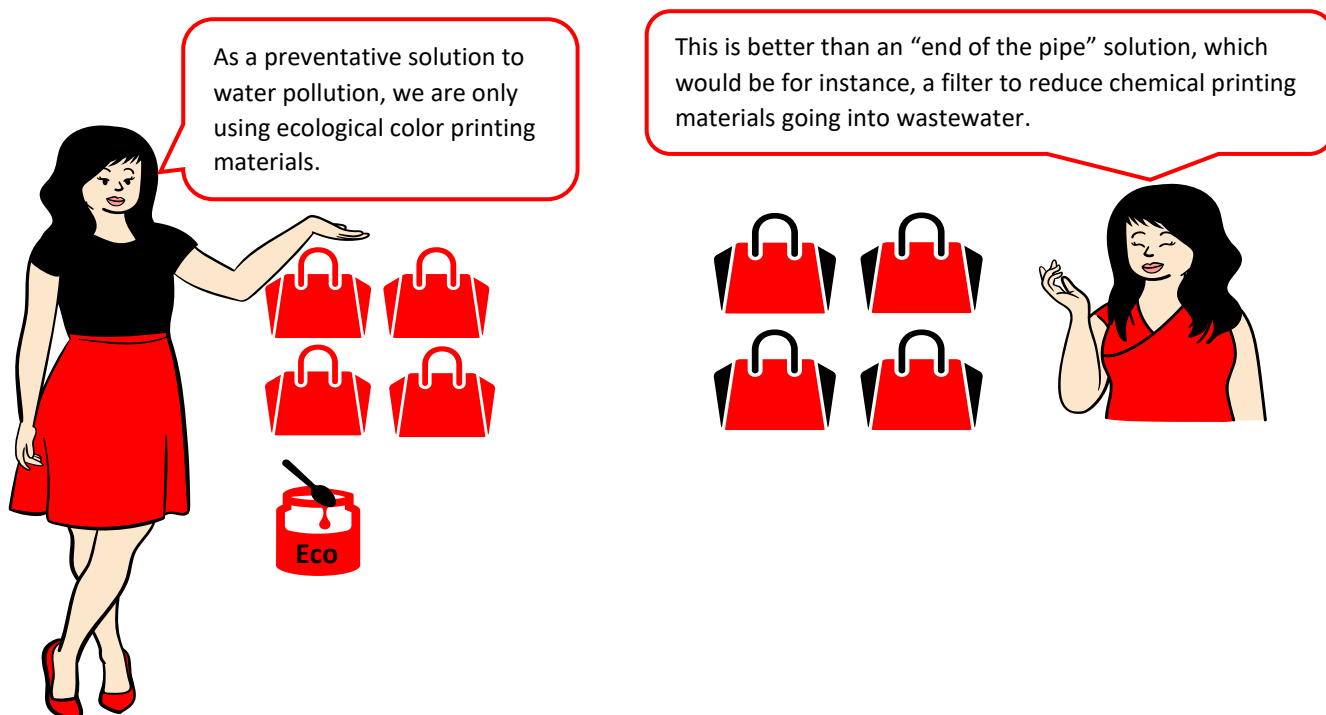 As a preventative solution to
water pollution, we are only
using ecological color printing
materials.
This is better than an “end of the pipe” solution, which
would be for instance, a filter to reduce chemical printing
materials going into wastewater.
Eco